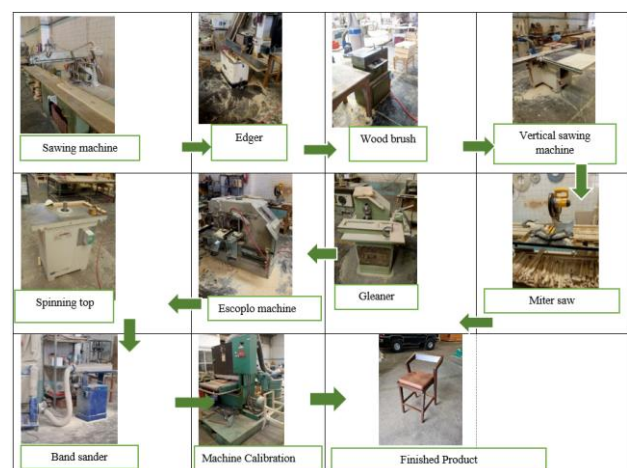 Sawing machine
Edger
Wood brush
Vertical sawing
machine
Spinning top
Escoplo machine
Gleaner
Miter saw
Band sander
Machine Calibration
Finished Product